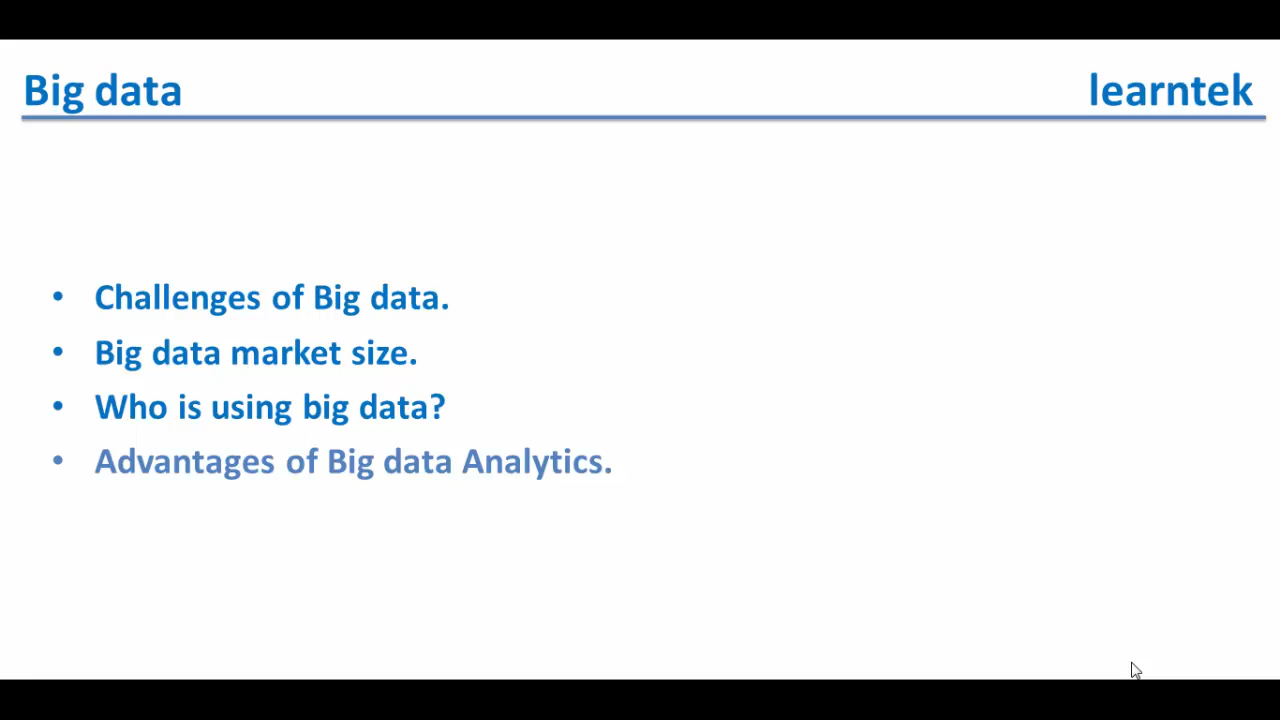 Big data
learntek
• Challenges of Big data.
• Big data market size.
• Who is using big data?
• Advantages of Big data Analytics.